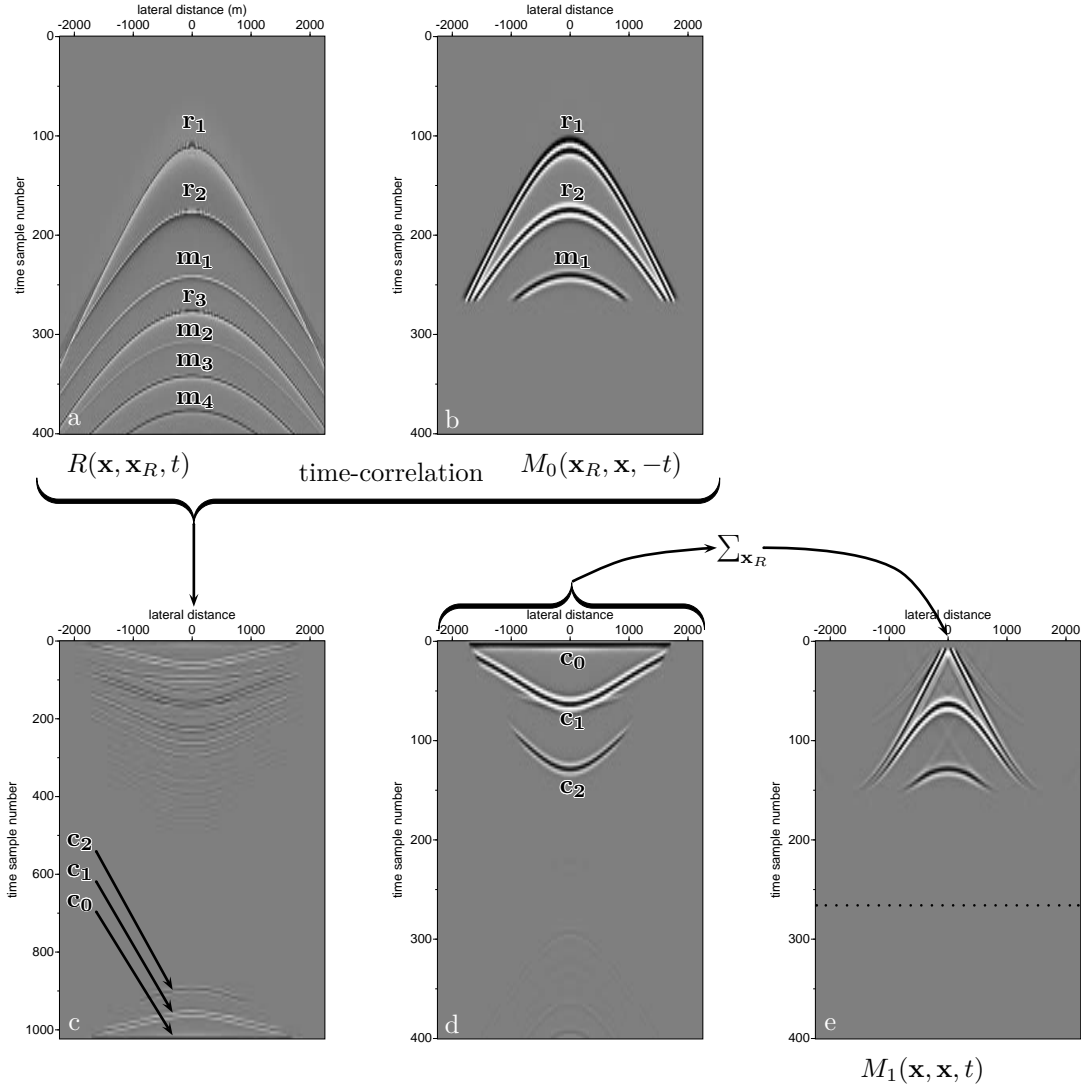 lateral distance (m)
-2000 -1000 0 1000 2000
0
100
200
300
400
time sample number
r1
r2
m1
r3
m2
m3
m4
a
R(x, xR, t)
lateral distance
-2000 -1000 0 1000 2000
0
100
200
300
400
time sample number
r1
r2
m1
b
M0(xR, x, −t)
time-correlation
∑xR
lateral distance
-2000 -1000 0 1000 2000
0
200
400
600
800
1000
time sample number
c2
c1
c0
c
lateral distance
-2000 -1000 0 1000 2000
0
100
200
300
400
time sample number
c0
c1
c2
d
lateral distance
-2000 -1000 0 1000 2000
0
100
200
300
400
time sample number
e
M1(x, x, t)